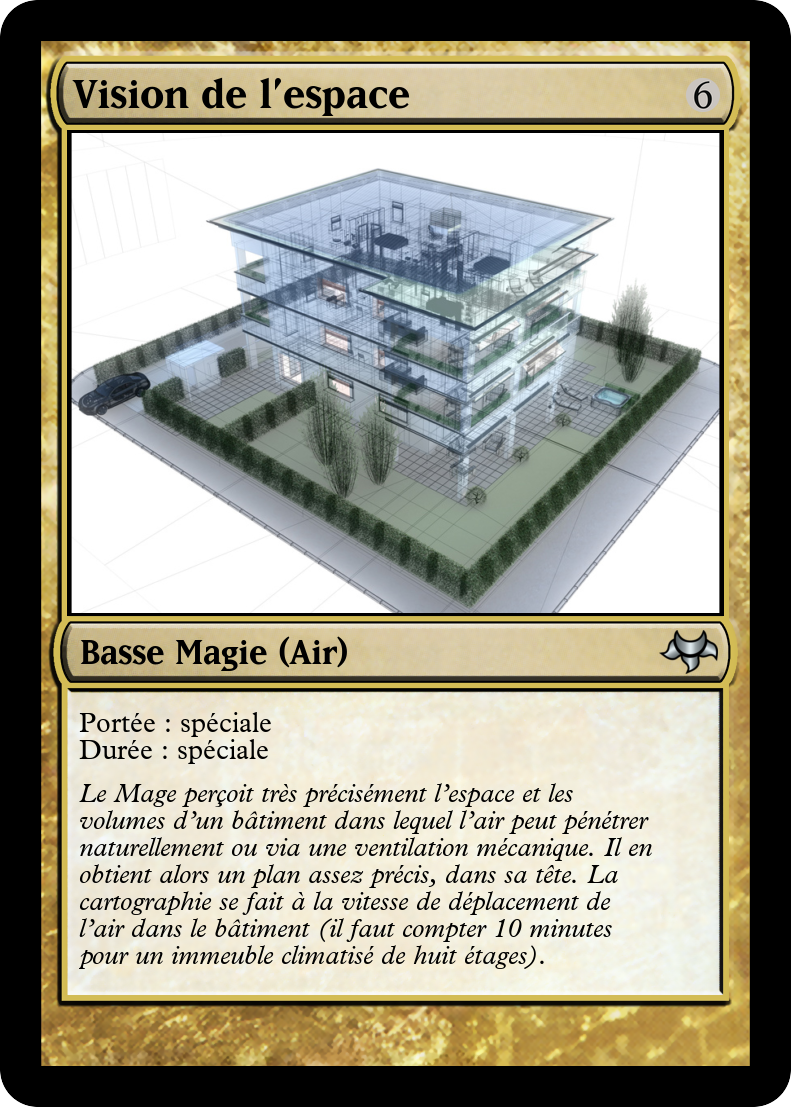 Vision de l'espace
6
Basse Magie (Air)
Portée : spéciale
Durée : spéciale
Le Mage perçoit très précisément l'espace et les
volumes d'un bâtiment dans lequel l'air peut pénétrer
naturellement ou via une ventilation mécanique. Il en
obtient alors un plan assez précis, dans sa tête. La
cartographie se fait à la vitesse de déplacement de
l'air dans le bâtiment (il faut compter 10 minutes
pour un immeuble climatisé de huit étages).